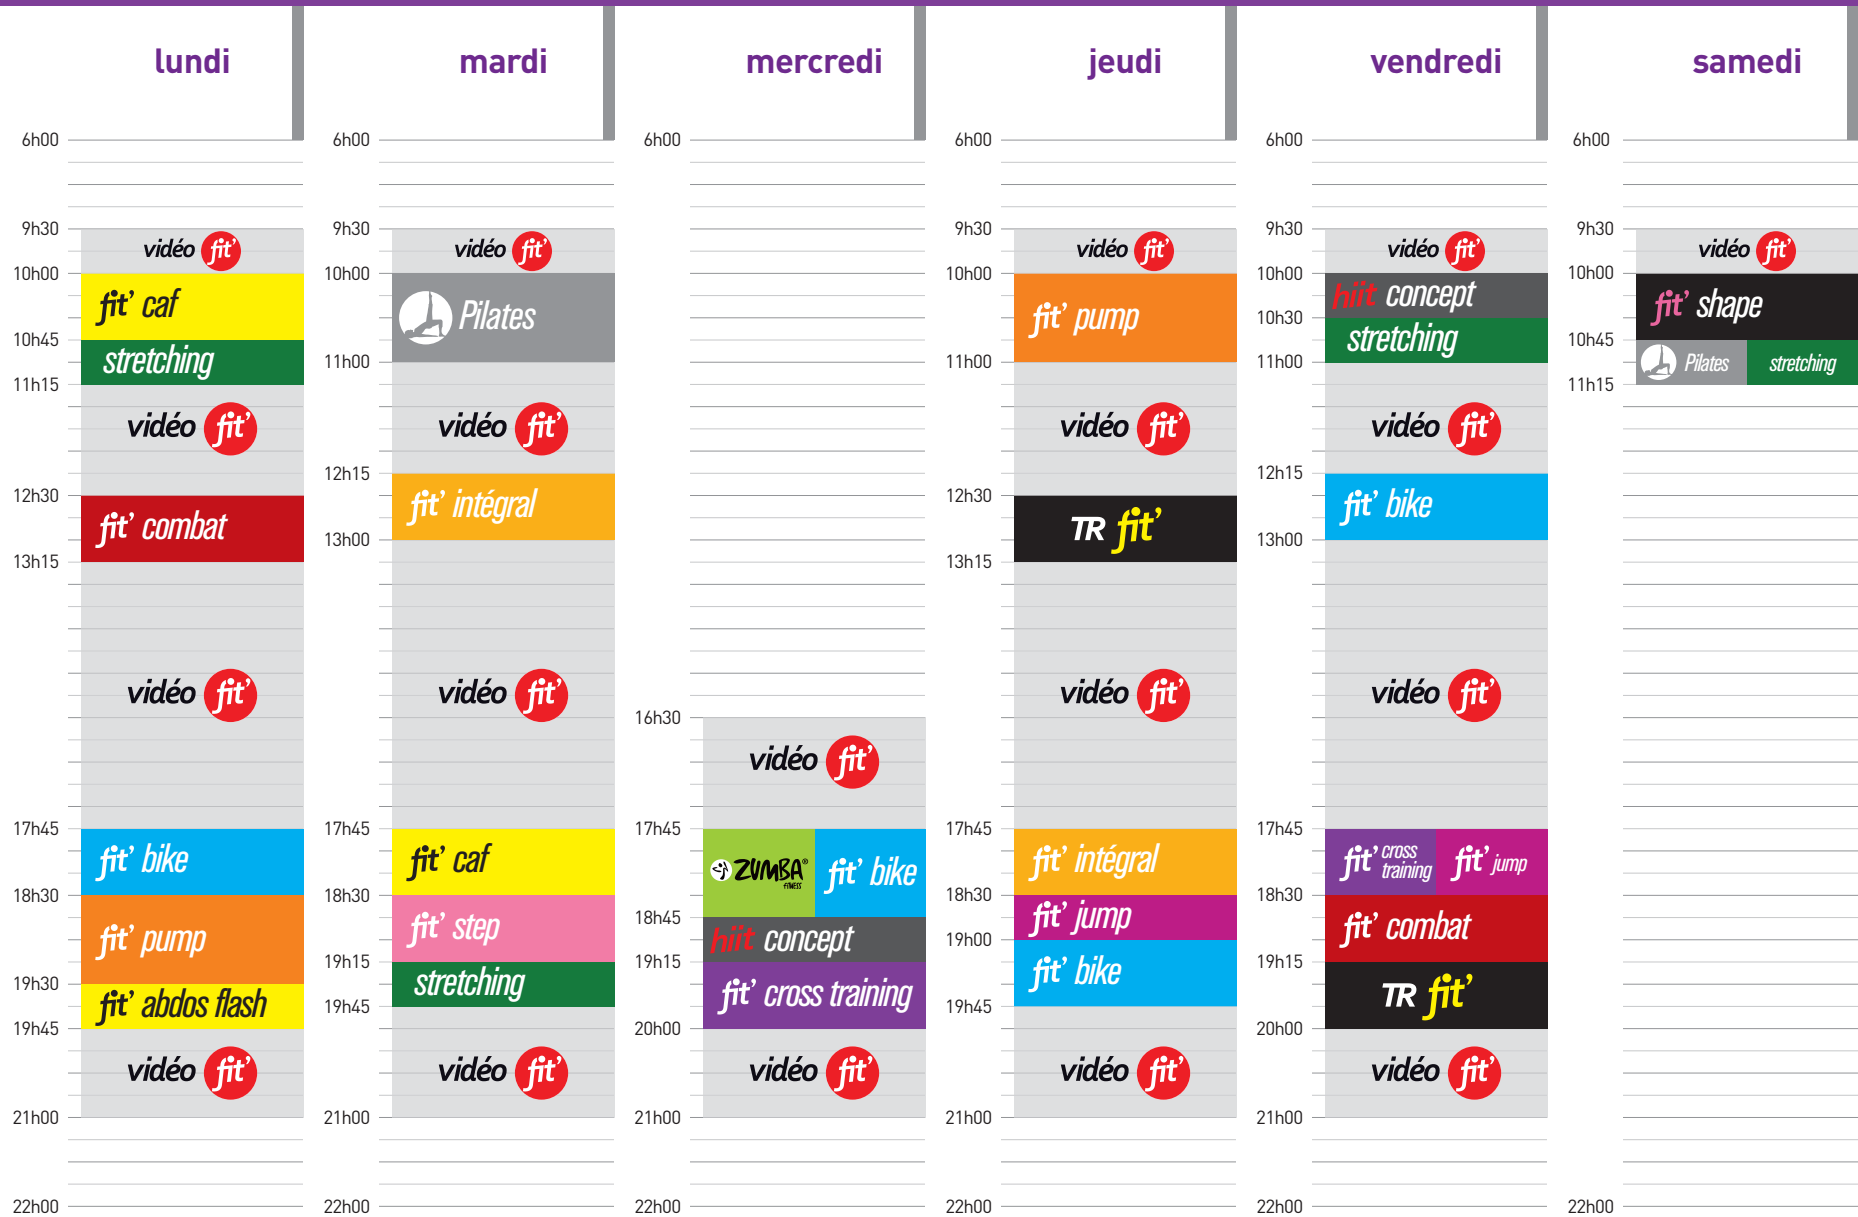 lundi
6h00
9h30
vidéo fit’
10h00
fit’ caf
10h45
stretching
11h15
vidéo fit’
12h30
fit’ combat
13h15
vidéo fit’
17h45
fit’ bike
18h30
fit’ pump
19h30
fit’ abdos flash
19h45
vidéo fit’
21h00
22h00
mardi
6h00
9h30
vidéo fit’
10h00
Pilates
11h00
vidéo fit’
12h15
fit’ intégral
13h00
vidéo fit’
17h45
fit’ caf
18h30
fit’ step
19h15
stretching
19h45
vidéo fit’
21h00
22h00
mercredi
6h00
16h30
vidéo fit’
17h45
ZUMBA®
FITNESS
fit’ bike
18h45
hiit concept
19h15
fit’ cross training
20h00
vidéo fit’
21h00
22h00
jeudi
6h00
9h30
vidéo fit’
10h00
fit’ pump
11h00
vidéo fit’
12h30
TR fit’
13h15
vidéo fit’
17h45
fit’ intégral
18h30
fit’ jump
19h00
fit’ bike
19h45
vidéo fit’
21h00
22h00
vendredi
6h00
9h30
vidéo fit’
10h00
hiit concept
10h30
stretching
11h00
vidéo fit’
12h15
fit’ bike
13h00
vidéo fit’
17h45
fit’ cross
training
fit’ jump
18h30
fit’ combat
19h15
TR fit’
20h00
vidéo fit’
21h00
22h00
samedi
6h00
9h30
vidéo fit’
10h00
fit’ shape
10h45
Pilates
stretching
11h15
22h00